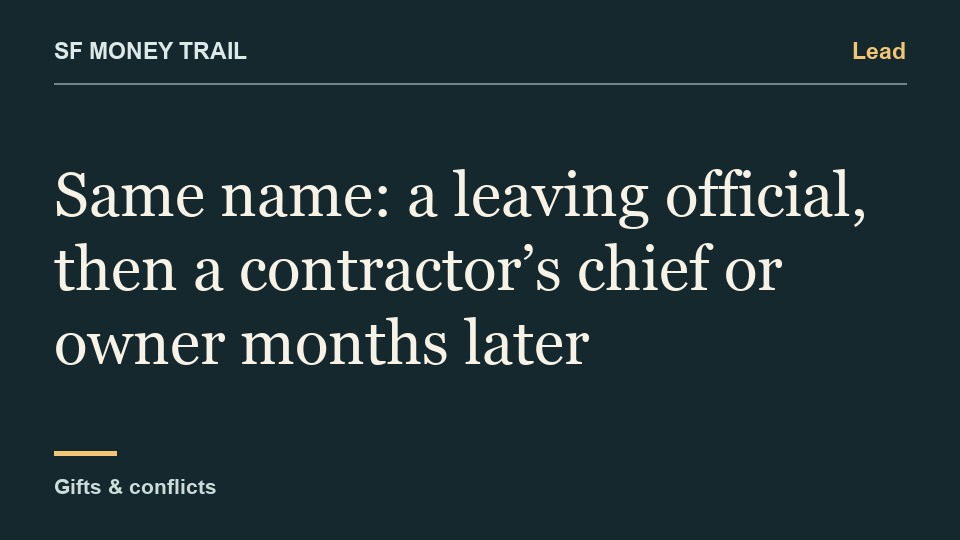 SF MONEY TRAIL
Lead
Same name: a leaving official,
then a contractor’s chief or
owner months later
Gifts & conflicts